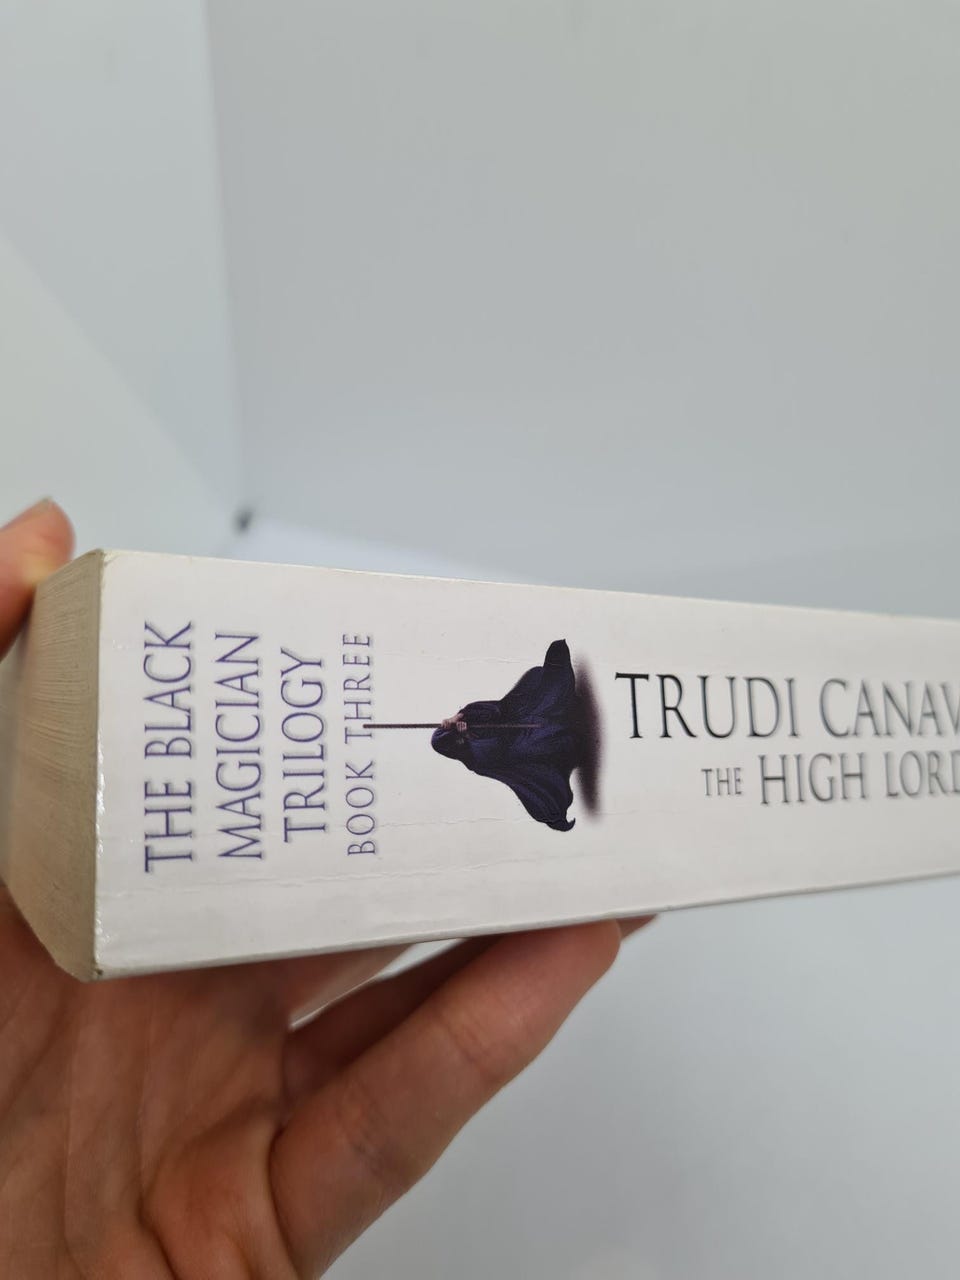 THE BLACK
MAGICIAN
TRILOGY
BOOK THREE
TRUDI CANAV
THE HIGH LORD